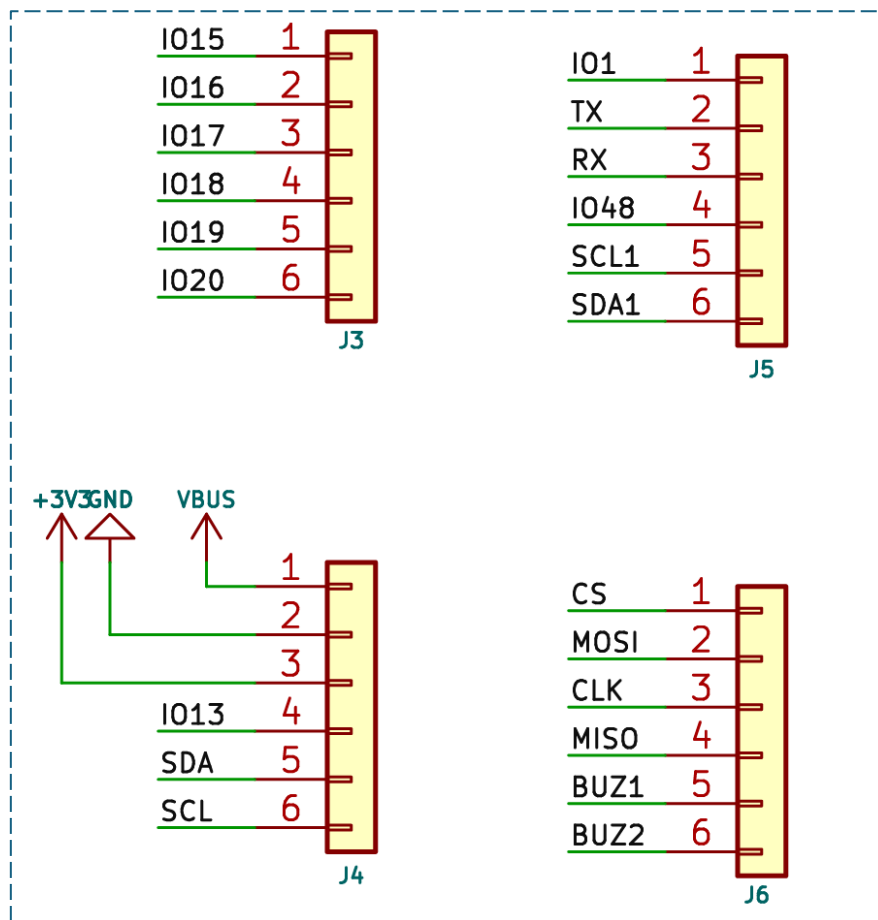 IO15 1
IO16 2
IO17 3
IO18 4
IO19 5
IO20 6
J3
IO1 1
TX 2
RX 3
IO48 4
SCL1 5
SDA1 6
J5
+3V3 GND VBUS
1
2
3
IO13 4
SDA 5
SCL 6
J4
CS 1
MOSI 2
CLK 3
MISO 4
BUZ1 5
BUZ2 6
J6